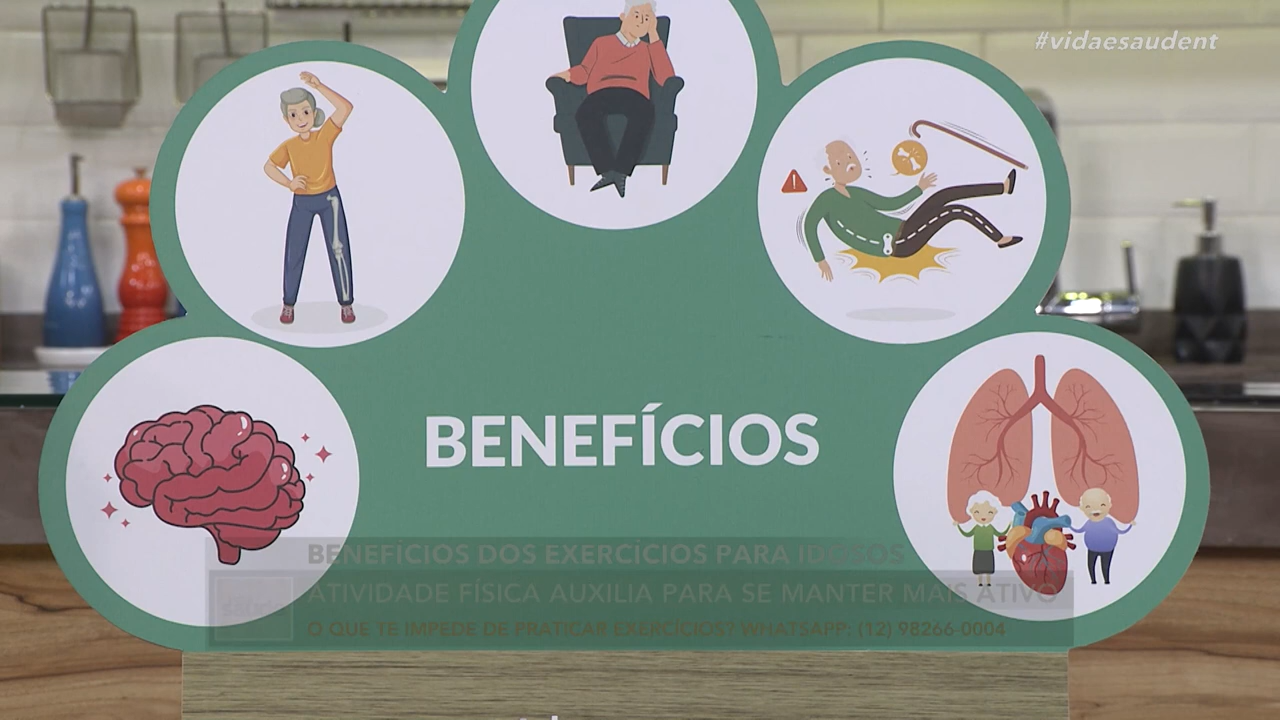 #vidaesaudent
BENEFÍCIOS
BENEFÍCIOS DOS EXERCÍCIOS PARA IDOSOS
ATIVIDADE FÍSICA AUXILIA PARA SE MANTER MAIS ATIVO
O QUE TE IMPEDE DE PRATICAR EXERCÍCIOS? WHATSAPP: (12) 98266-0004